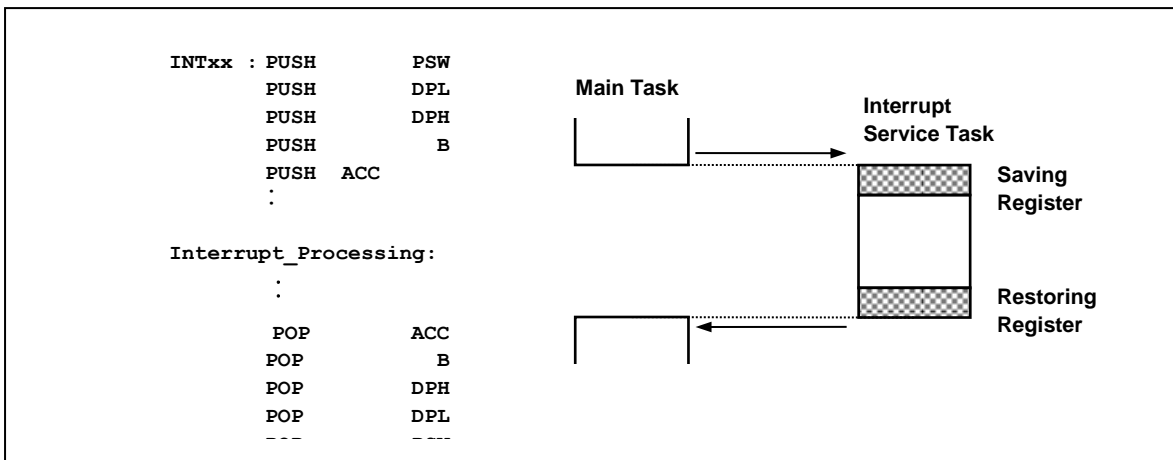 INTxx : PUSH PSW
PUSH DPL
PUSH DPH
PUSH B
PUSH ACC
:
Interrupt_Processing:
:
POP ACC
POP B
POP DPH
POP DPL
Main Task
Interrupt
Service Task
Saving
Register
Restoring
Register